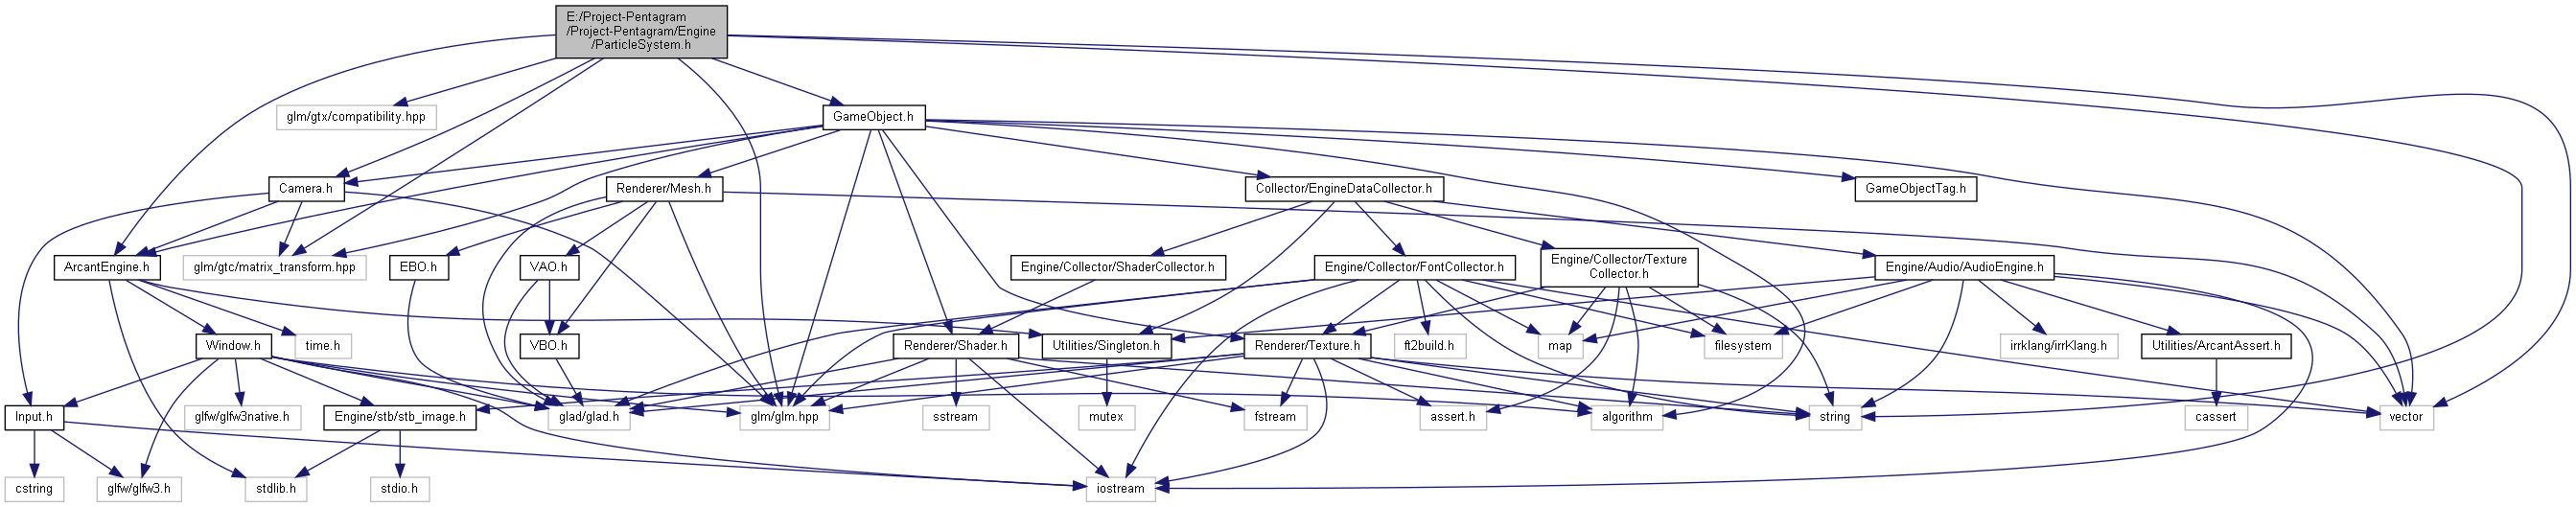 E:/Project-Pentagram
/Project-Pentagram/Engine
/ParticleSystem.h
glm/gtx/compatibility.hpp
GameObject.h
Camera.h
Renderer/Mesh.h
Collector/EngineDataCollector.h
GameObjectTag.h
ArcantEngine.h
glm/gtc/matrix_transform.hpp
EBO.h
VAO.h
Engine/Collector/ShaderCollector.h
Engine/Collector/FontCollector.h
Engine/Collector/Texture
Collector.h
Engine/Audio/AudioEngine.h
Window.h
time.h
VBO.h
Renderer/Shader.h
Utilities/Singleton.h
Renderer/Texture.h
ft2build.h
map
filesystem
irrklang/irrKlang.h
Utilities/ArcantAssert.h
Input.h
glfw/glfw3native.h
Engine/stb/stb_image.h
glad/glad.h
glm/glm.hpp
sstream
mutex
fstream
assert.h
algorithm
string
cassert
vector
cstring
glfw/glfw3.h
stdlib.h
stdio.h
iostream